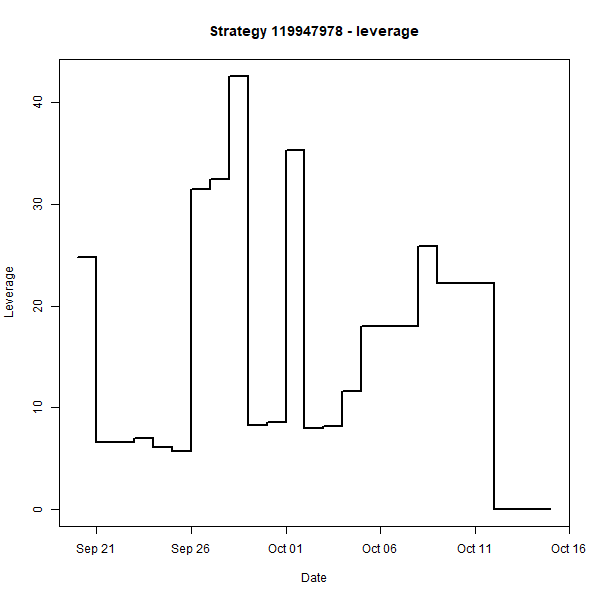 Strategy 119947978 - leverage
Leverage
40
30
20
10
0
Sep 21 Sep 26 Oct 01 Oct 06 Oct 11 Oct 16
Date